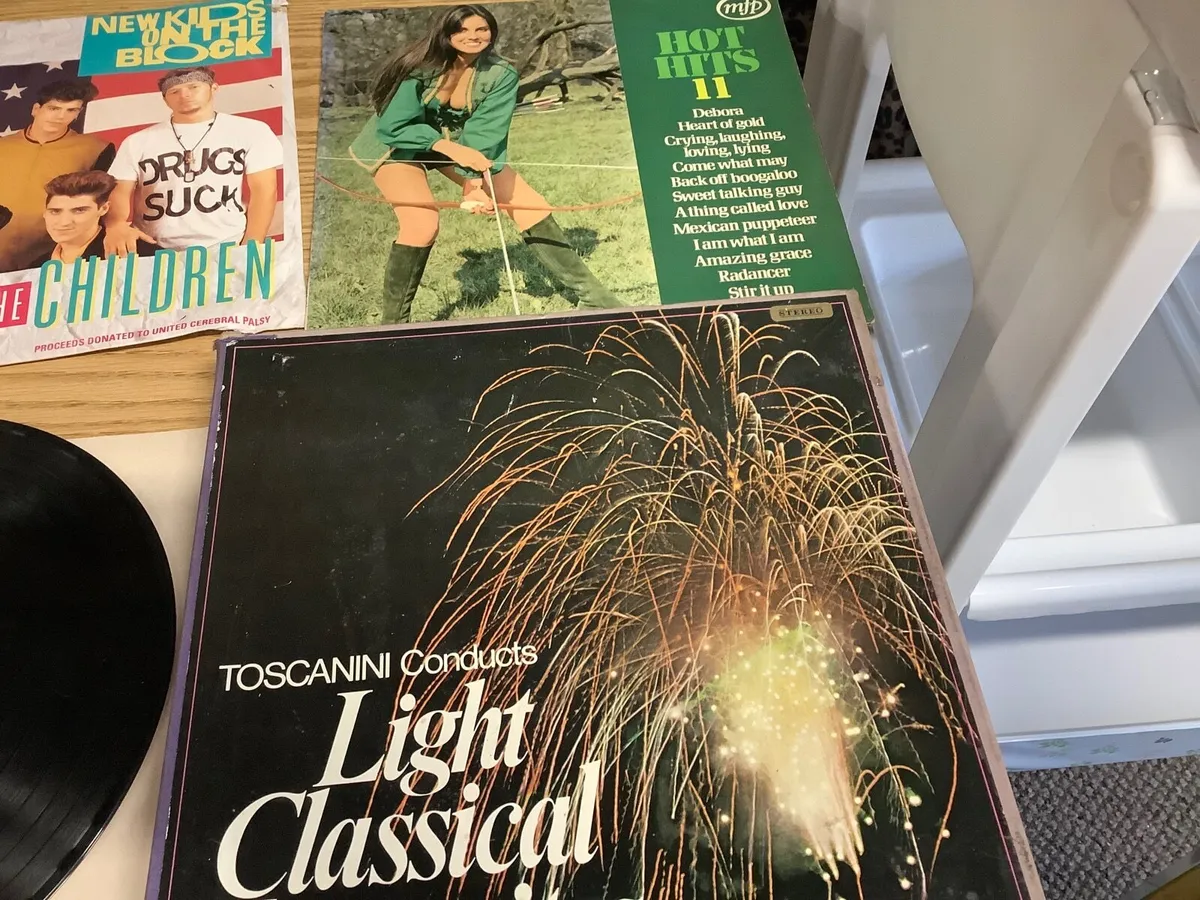 NEW KIDS
ON THE
BLOCK
DRUGS
SUCK
HE CHILDREN
PROCEEDS DONATED TO UNITED CEREBRAL PALSY
mfp
HOT
HITS
11
Debora
Heart of gold
Crying, laughing,
loving, lying
Come what may
Back off boogaloo
Sweet talking guy
A thing called love
Mexican puppeteer
I am what I am
Amazing grace
Radancer
Stir it up
STEREO
TOSCANINI Conducts
Light
Classical